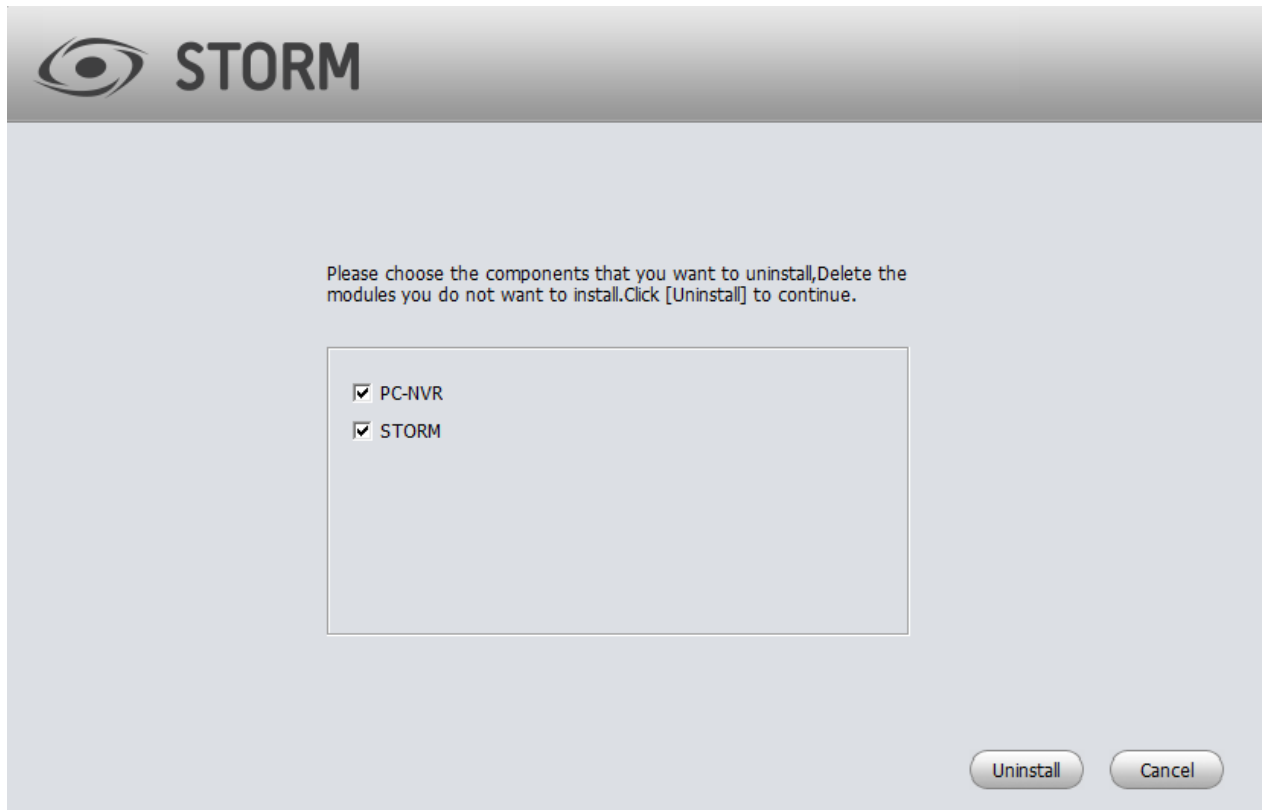 STORM
Please choose the components that you want to uninstall,Delete the
modules you do not want to install.Click [Uninstall] to continue.
PC-NVR
STORM
Uninstall
Cancel